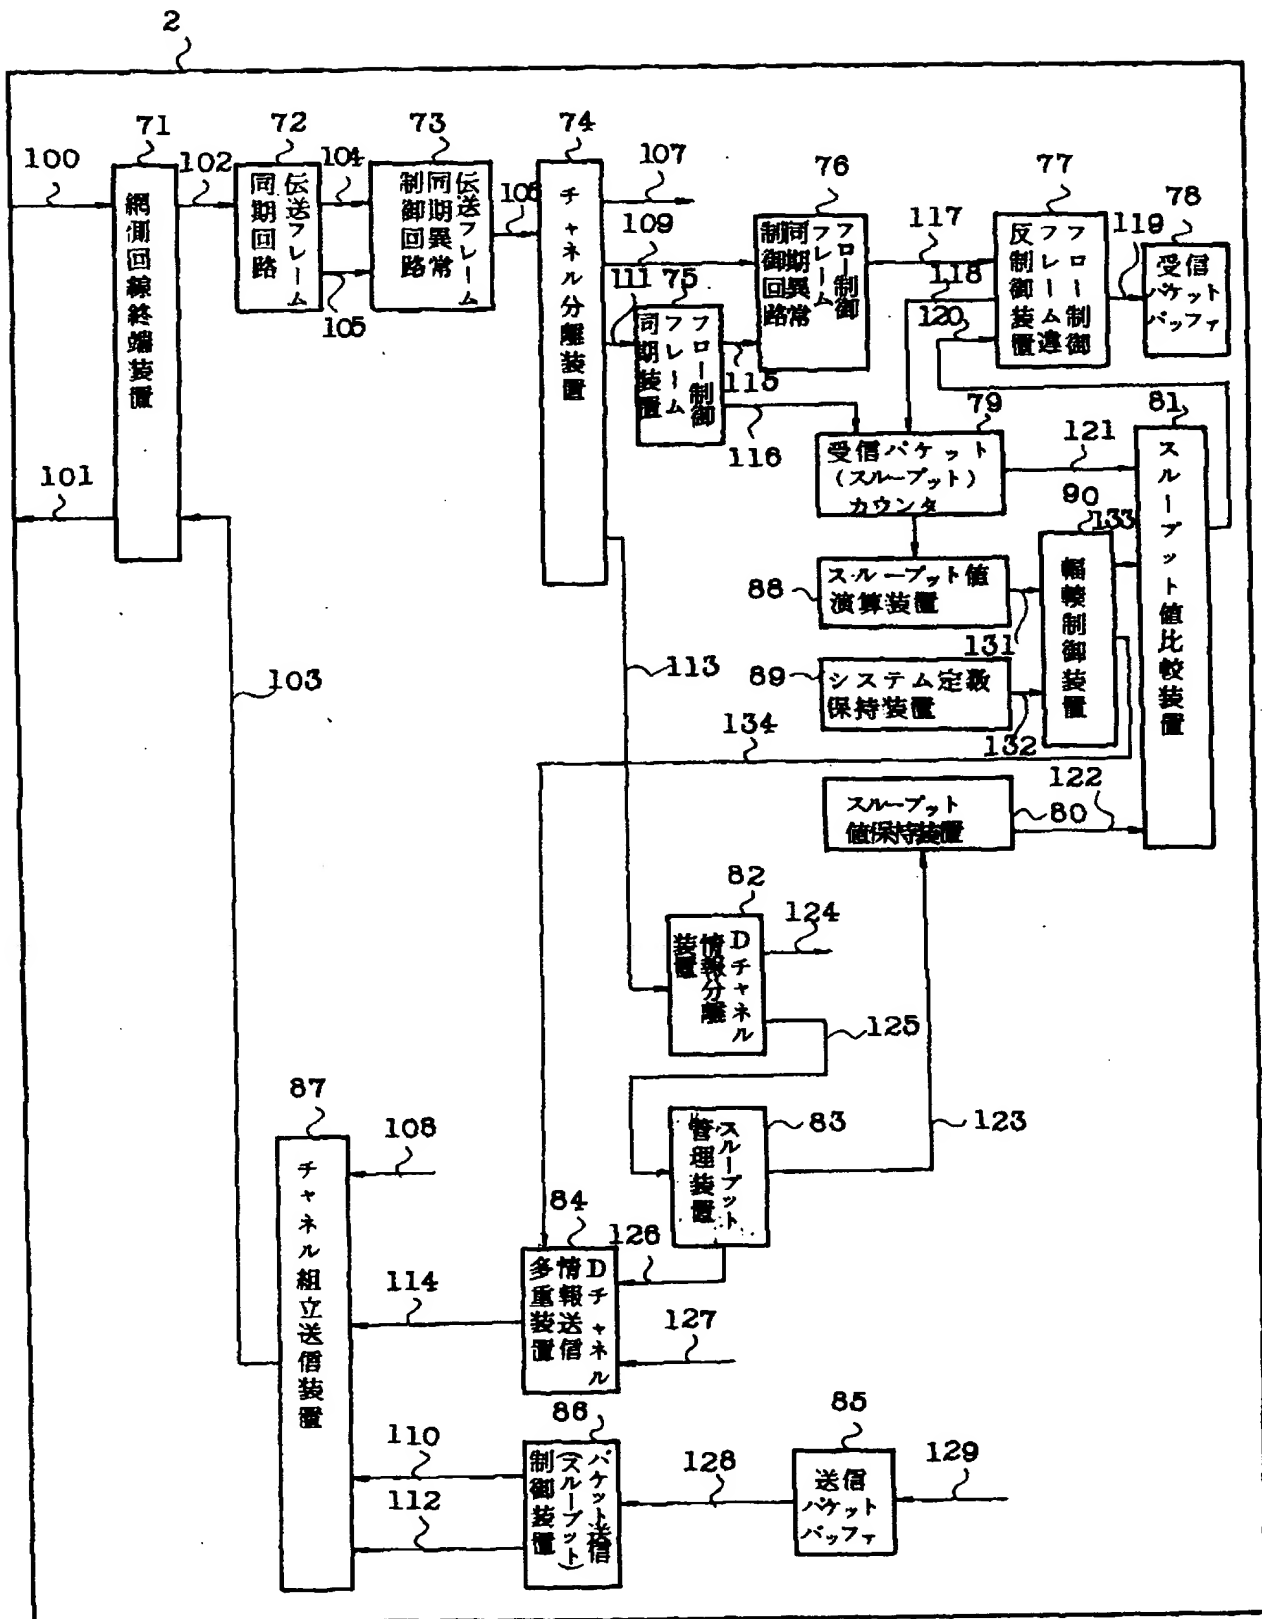 2
71
72
73
74
100
102
104
105
106
107
109
111
75
115
116
76
117
118
120
77
119
78
網側回線終端装置
伝送フレーム
同期回路
伝送フレーム
同期異常
制御回路
チャネル分離装置
フロー制御
フレーム
同期装置
フロー制御
フレーム
同期異常
制御回路
フロー制御
フレーム違
反制御装置
受信
パケット
バッファ
79
受信パケット
(スループット)
カウンタ
121
81
スループット値比較装置
101
88
スループット値
演算装置
131
89
システム定数
保持装置
132
90
133
輻輳制御装置
134
113
103
スループット
値保持装置
80
122
82
Dチャネル
情報分離
装置
124
125
83
スループット
管理装置
123
87
チャネル組立送信装置
108
84
Dチャネル
情報送信
多重装置
126
127
114
110
112
86
パケット送信
(スループット)
制御装置
128
85
送信
パケット
バッファ
129